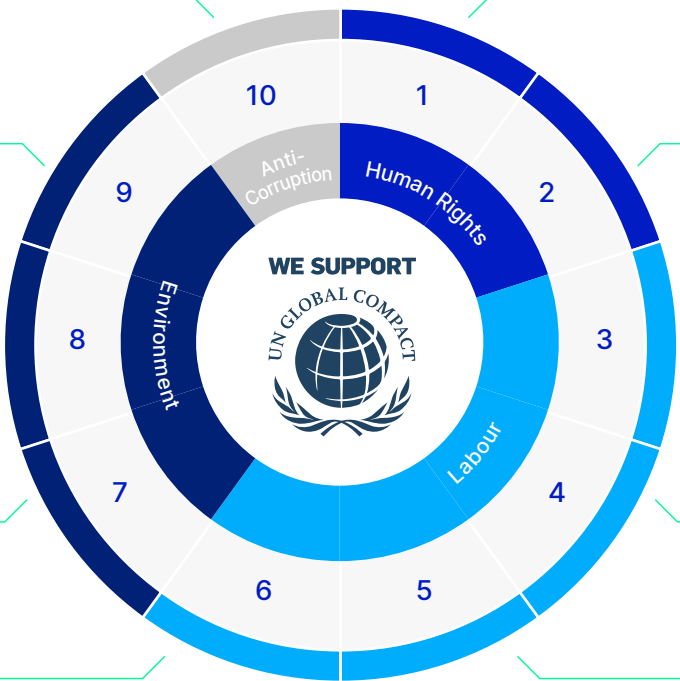 10
1
Anti-
Corruption
Human Rights
9
2
WE SUPPORT
UN GLOBAL COMPACT
Environment
8
3
Labour
7
4
6
5